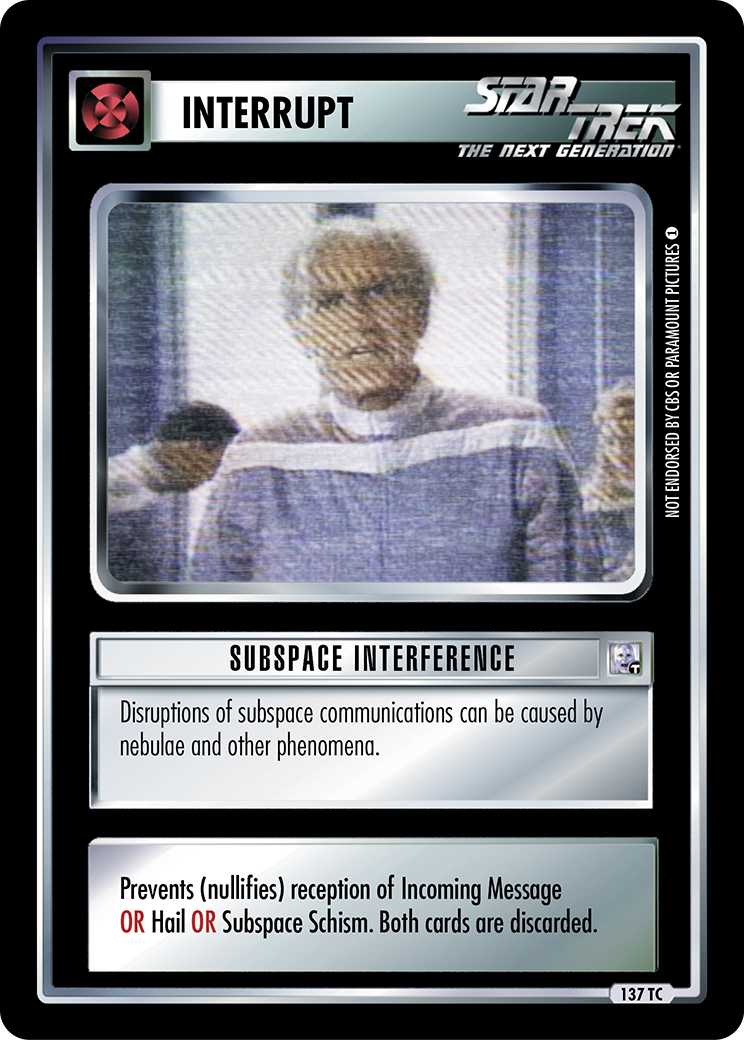 INTERRUPT
STAR TREK
THE NEXT GENERATION
NOT ENDORSED BY CBS OR PARAMOUNT PICTURES 1
SUBSPACE INTERFERENCE
T
Disruptions of subspace communications can be caused by
nebulae and other phenomena.
Prevents (nullifies) reception of Incoming Message
OR Hail OR Subspace Schism. Both cards are discarded.
137 TC